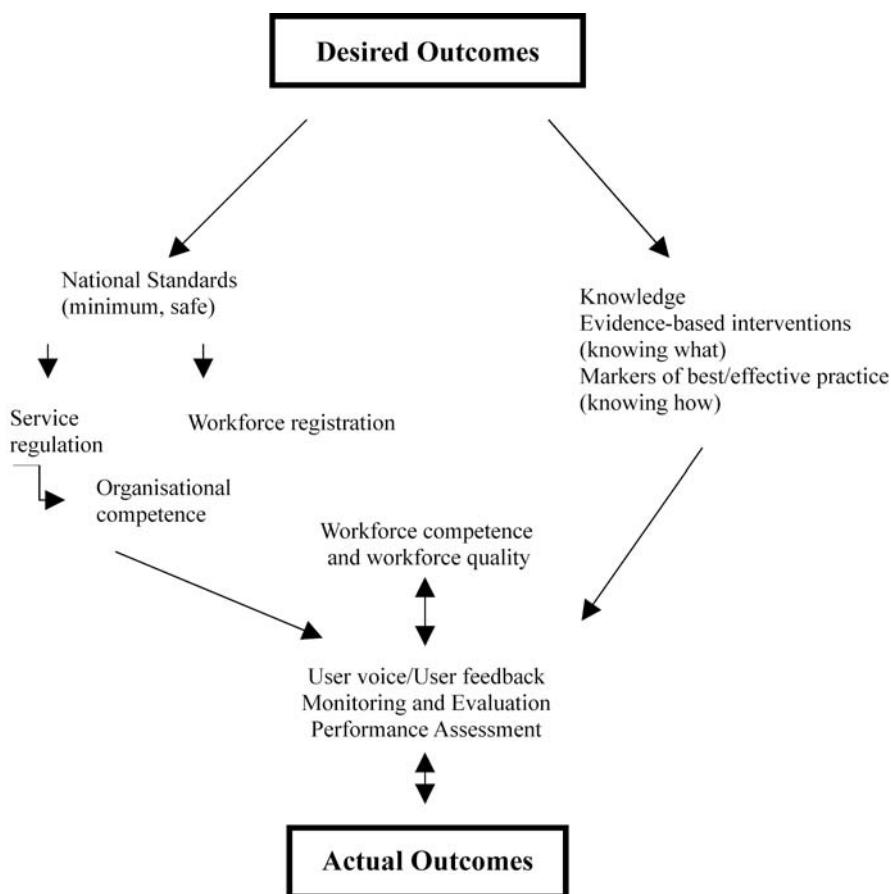 Desired Outcomes
National Standards
(minimum, safe)
Knowledge
Evidence-based interventions
(knowing what)
Markers of best/effective practice
(knowing how)
Service
regulation
Workforce registration
Organisational
competence
Workforce competence
and workforce quality
User voice/User feedback
Monitoring and Evaluation
Performance Assessment
Actual Outcomes